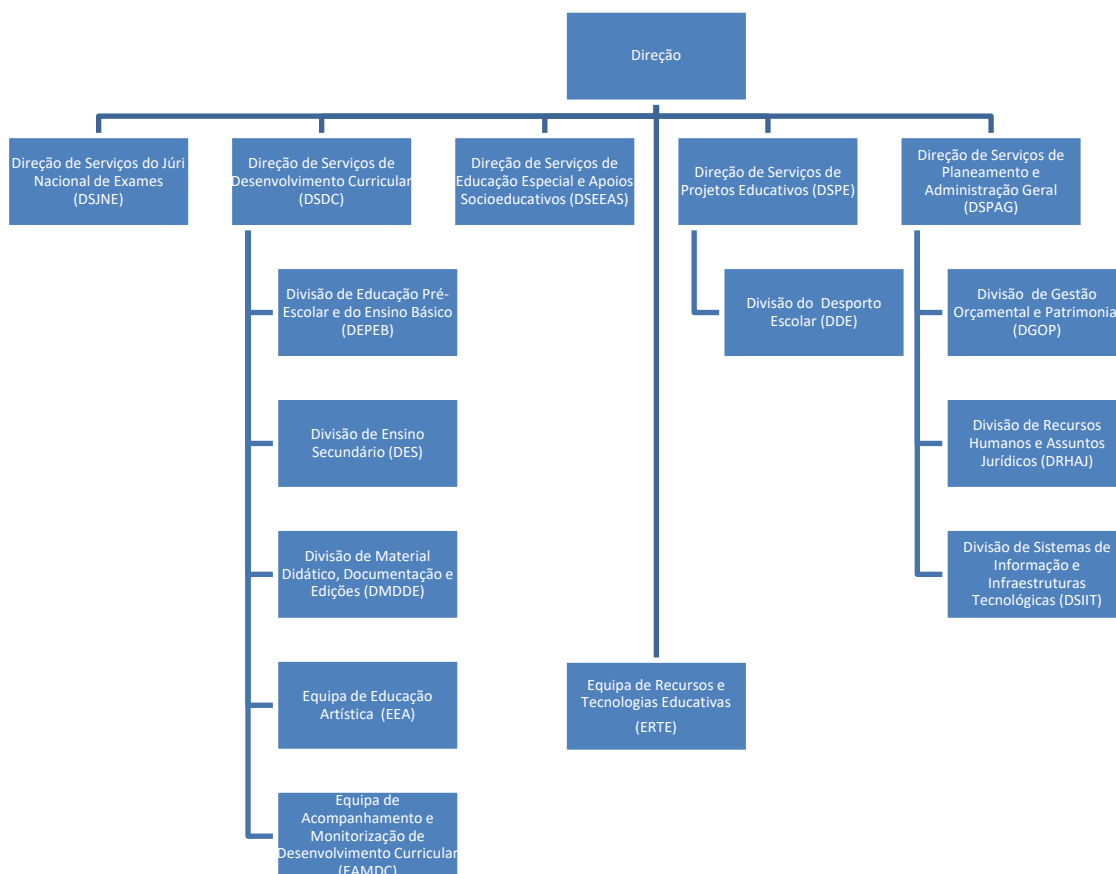 Direção
Direção de Serviços do Júri
Nacional de Exames
(DSJNE)
Direção de Serviços de
Desenvolvimento Curricular
(DSDC)
Direção de Serviços de
Educação Especial e Apoios
Socioeducativos (DSEEAS)
Direção de Serviços de
Projetos Educativos (DSPE)
Direção de Serviços de
Planeamento e
Administração Geral
(DSPAG)
Divisão de Educação Pré-
Escolar e do Ensino Básico
(DEPEB)
Divisão de Ensino
Secundário (DES)
Divisão de Material
Didático, Documentação e
Edições (DMDDE)
Equipa de Educação
Artística (EEA)
Equipa de
Acompanhamento e
Monitorização de
Desenvolvimento Curricular
(EAMDC)
Equipa de Recursos e
Tecnologias Educativas
(ERTE)
Divisão do Desporto
Escolar (DDE)
Divisão de Gestão
Orçamental e Patrimonia
(DGOP)
Divisão de Recursos
Humanos e Assuntos
Jurídicos (DRHAJ)
Divisão de Sistemas de
Informação e
Infraestruturas
Tecnológicas (DSIIT)